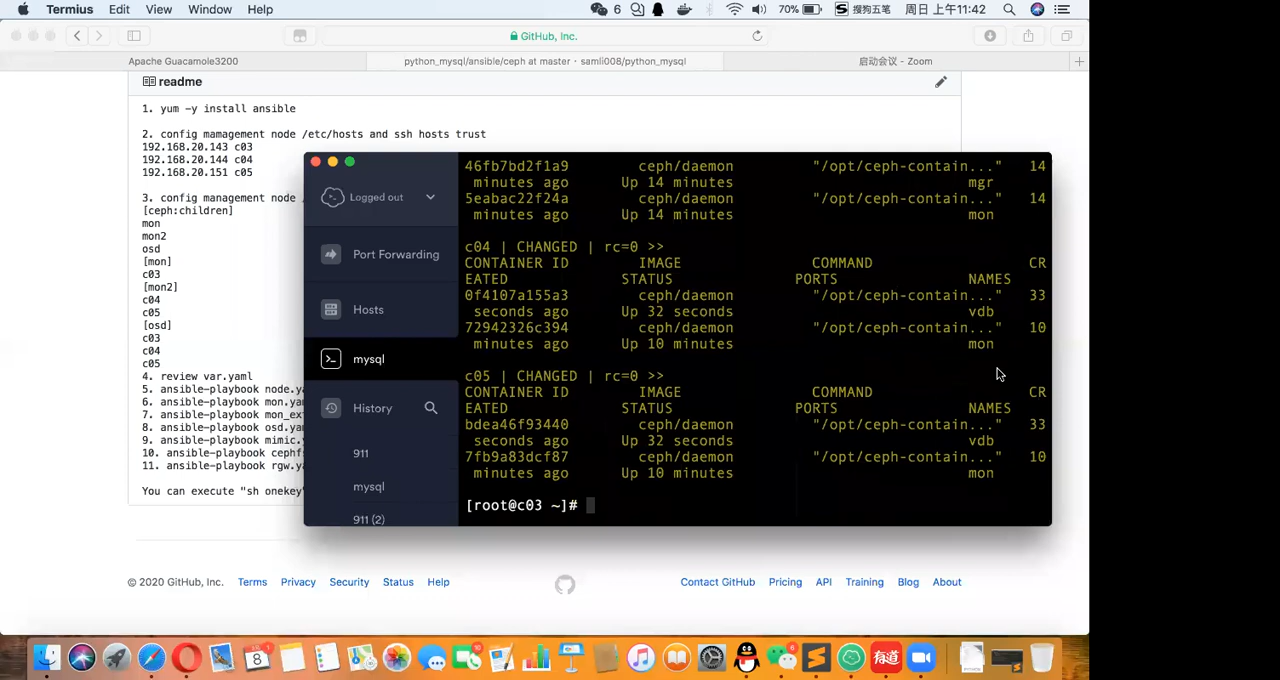 Termius Edit View Window Help 6 70% 搜狗五笔 周日 上午11:42
GitHub, Inc.
Apache Guacamole3200 python_mysql/ansible/ceph at master · samli008/python_mysql 启动会议 - Zoom
readme
1. yum -y install ansible
2. config mamagement node /etc/hosts and ssh hosts trust
192.168.20.143 c03
192.168.20.144 c04
192.168.20.151 c05
3. config mamagement node /
[ceph:children]
mon
mon2
osd
[mon]
c03
[mon2]
c04
c05
[osd]
c03
c04
c05
4. review var.yaml
5. ansible-playbook node.ya
6. ansible-playbook mon.yam
7. ansible-playbook mon_ext
8. ansible-playbook osd.yam
9. ansible-playbook mimic.y
10. ansible-playbook cephfs
11. ansible-playbook rgw.ya
You can execute "sh onekey
Logged out
Port Forwarding
Hosts
mysql
History
911
mysql
911 (2)
46fb7bd2f1a9 ceph/daemon "/opt/ceph-contain..." 14
minutes ago Up 14 minutes mgr
5eabac22f24a ceph/daemon "/opt/ceph-contain..." 14
minutes ago Up 14 minutes mon
c04 | CHANGED | rc=0 >>
CONTAINER ID IMAGE COMMAND CR
EATED STATUS PORTS NAMES
0f4107a155a3 ceph/daemon "/opt/ceph-contain..." 33
seconds ago Up 32 seconds vdb
72942326c394 ceph/daemon "/opt/ceph-contain..." 10
minutes ago Up 10 minutes mon
c05 | CHANGED | rc=0 >>
CONTAINER ID IMAGE COMMAND CR
EATED STATUS PORTS NAMES
bdea46f93440 ceph/daemon "/opt/ceph-contain..." 33
seconds ago Up 32 seconds vdb
7fb9a83dcf87 ceph/daemon "/opt/ceph-contain..." 10
minutes ago Up 10 minutes mon
[root@c03 ~]#
© 2020 GitHub, Inc. Terms Privacy Security Status Help Contact GitHub Pricing API Training Blog About
8 有道